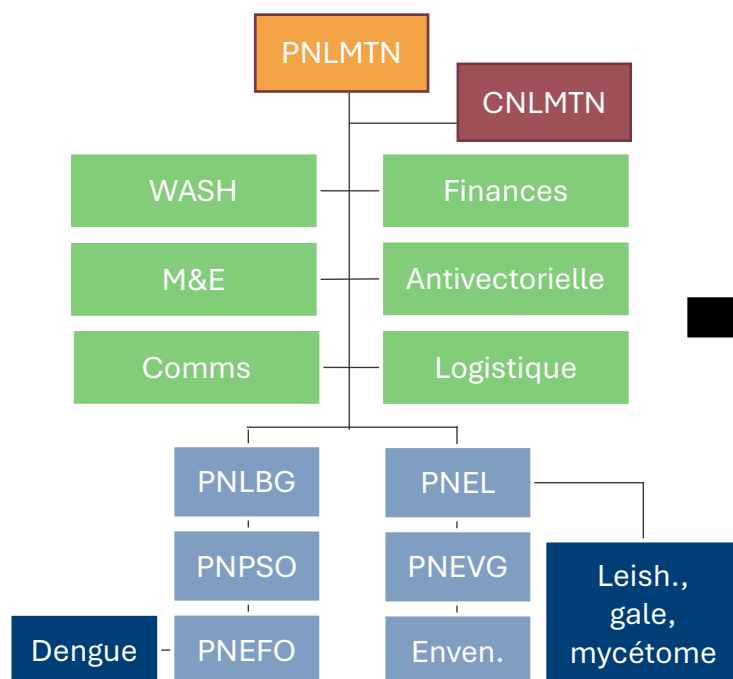 PNLMTN
CNLMTN
WASH
Finances
M&E
Antivectorielle
Comms
Logistique
PNLBG
PNEL
PNPSO
PNEVG
Leish.,
gale,
mycétome
Dengue
PNEFO
Enven.